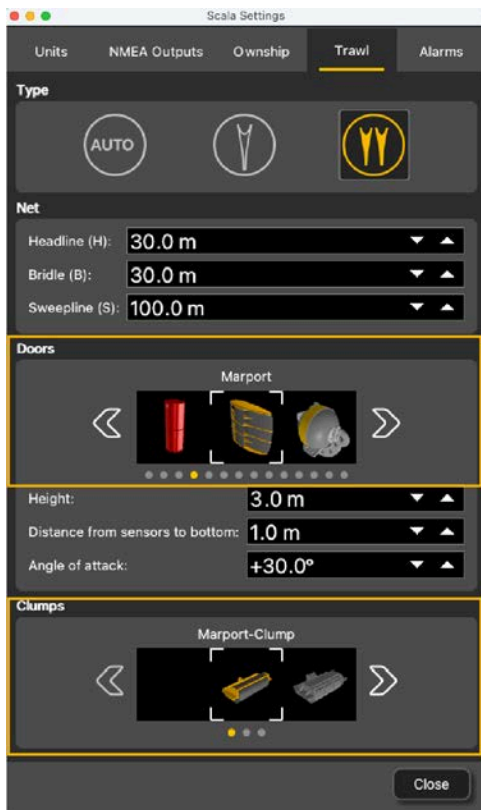 Scala Settings
Units NMEA Outputs Ownship Trawl Alarms
Type
AUTO
Net
Headline (H): 30.0 m
Bridle (B): 30.0 m
Sweepline (S): 100.0 m
Doors
Marport
Height: 3.0 m
Distance from sensors to bottom: 1.0 m
Angle of attack: +30.0°
Clumps
Marport-Clump
Close